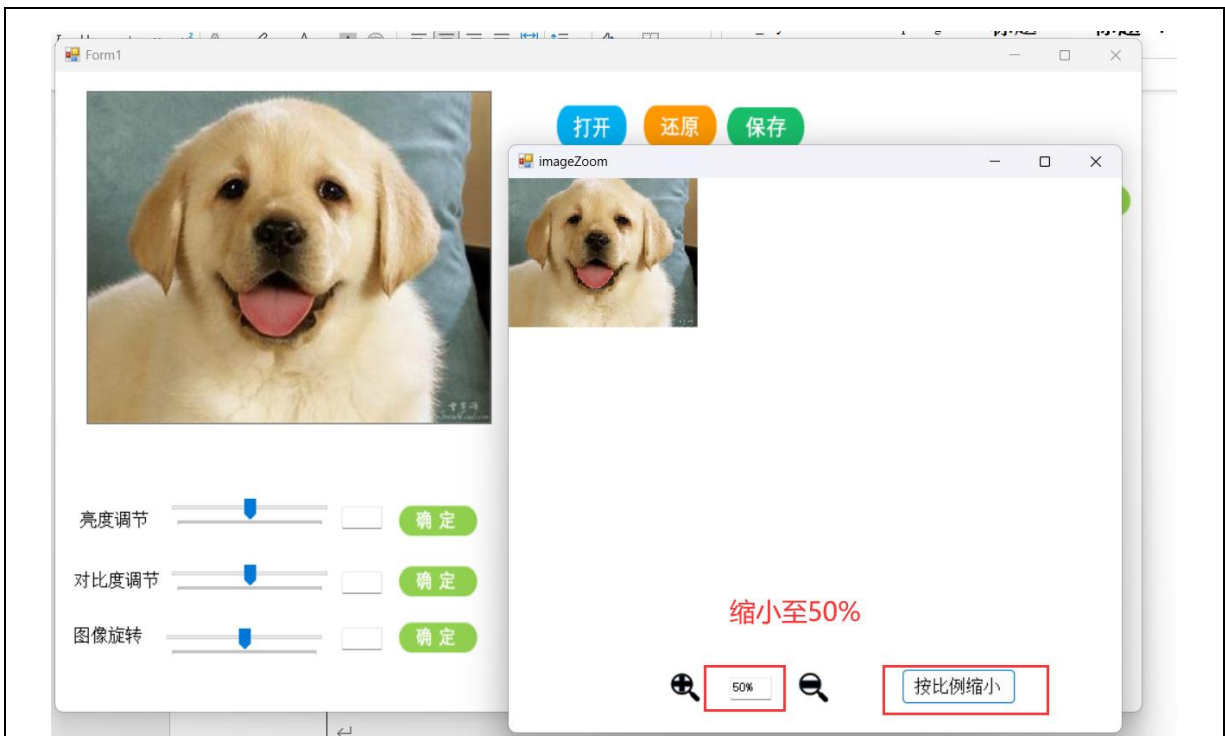 Form1
打开
还原
保存
imageZoom
亮度调节
确 定
对比度调节
确 定
图像旋转
确 定
缩小至50%
50%
按比例缩小